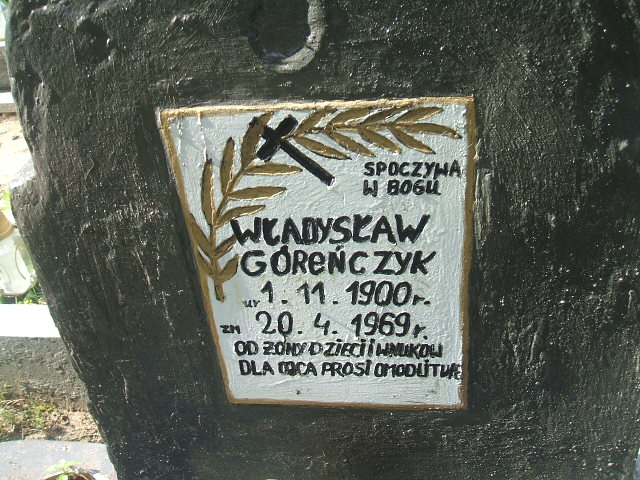 SPOCZYWA
W BOGU
WŁADYSŁAW
GÓREŃCZYK
UR 1. 11. 1900 r.
ZM 20. 4. 1969 r.
OD ŻONY DZIECI I WNUKÓW
DLA OJCA PROSI O MODLITWĘ